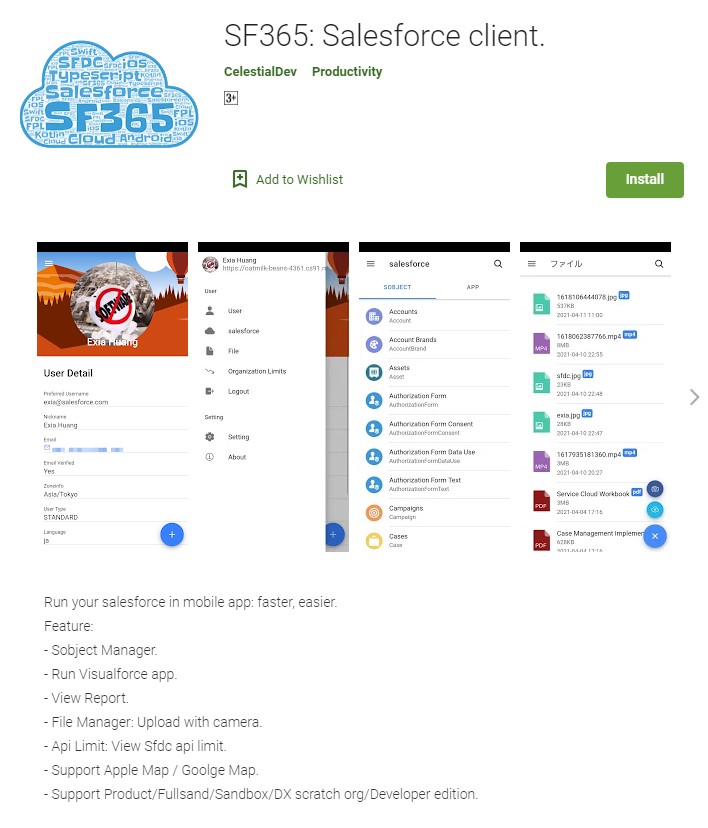 SF365: Salesforce client.
CelestialDev Productivity
3+
Add to Wishlist
Install
Swift
SFDC iOS
Typescript
Salesforce
SF365
Kotlin
Cloud Android
Exia Huang
User Detail
Preferred Username
exia@salesforce.com
Nickname
Exia Huang
Email
Email Verified
Yes
Zoneinfo
Asia/Tokyo
User Type
STANDARD
Language
ja
Exia Huang
https://oatmilk-beans-4361.cs91.m
User
User
salesforce
File
Organization Limits
Logout
Setting
Setting
About
salesforce
SOBJECT APP
Accounts
Account
Account Brands
AccountBrand
Assets
Asset
Authorization Form
AuthorizationForm
Authorization Form Consent
AuthorizationFormConsent
Authorization Form Data Use
AuthorizationFormDataUse
Authorization Form Text
AuthorizationFormText
Campaigns
Campaign
Cases
Case
ファイル
1618106444078.jpg jpg
537KB
2021-04-11 11:00
1618062387766.mp4 mp4
MP4
8MB
2021-04-10 22:55
sfdc.jpg jpg
23KB
2021-04-10 22:48
exia.jpg jpg
28KB
2021-04-10 22:47
1617935181360.mp4 mp4
MP4
3MB
2021-04-10 20:27
Service Cloud Workbook pdf
PDF
3MB
2021-04-04 17:16
Case Management Implemen
PDF
628KB
2021-04-04 17:16
Run your salesforce in mobile app: faster, easier.
Feature:
- Sobject Manager.
- Run Visualforce app.
- View Report.
- File Manager: Upload with camera.
- Api Limit: View Sfdc api limit.
- Support Apple Map / Goolge Map.
- Support Product/Fullsand/Sandbox/DX scratch org/Developer edition.